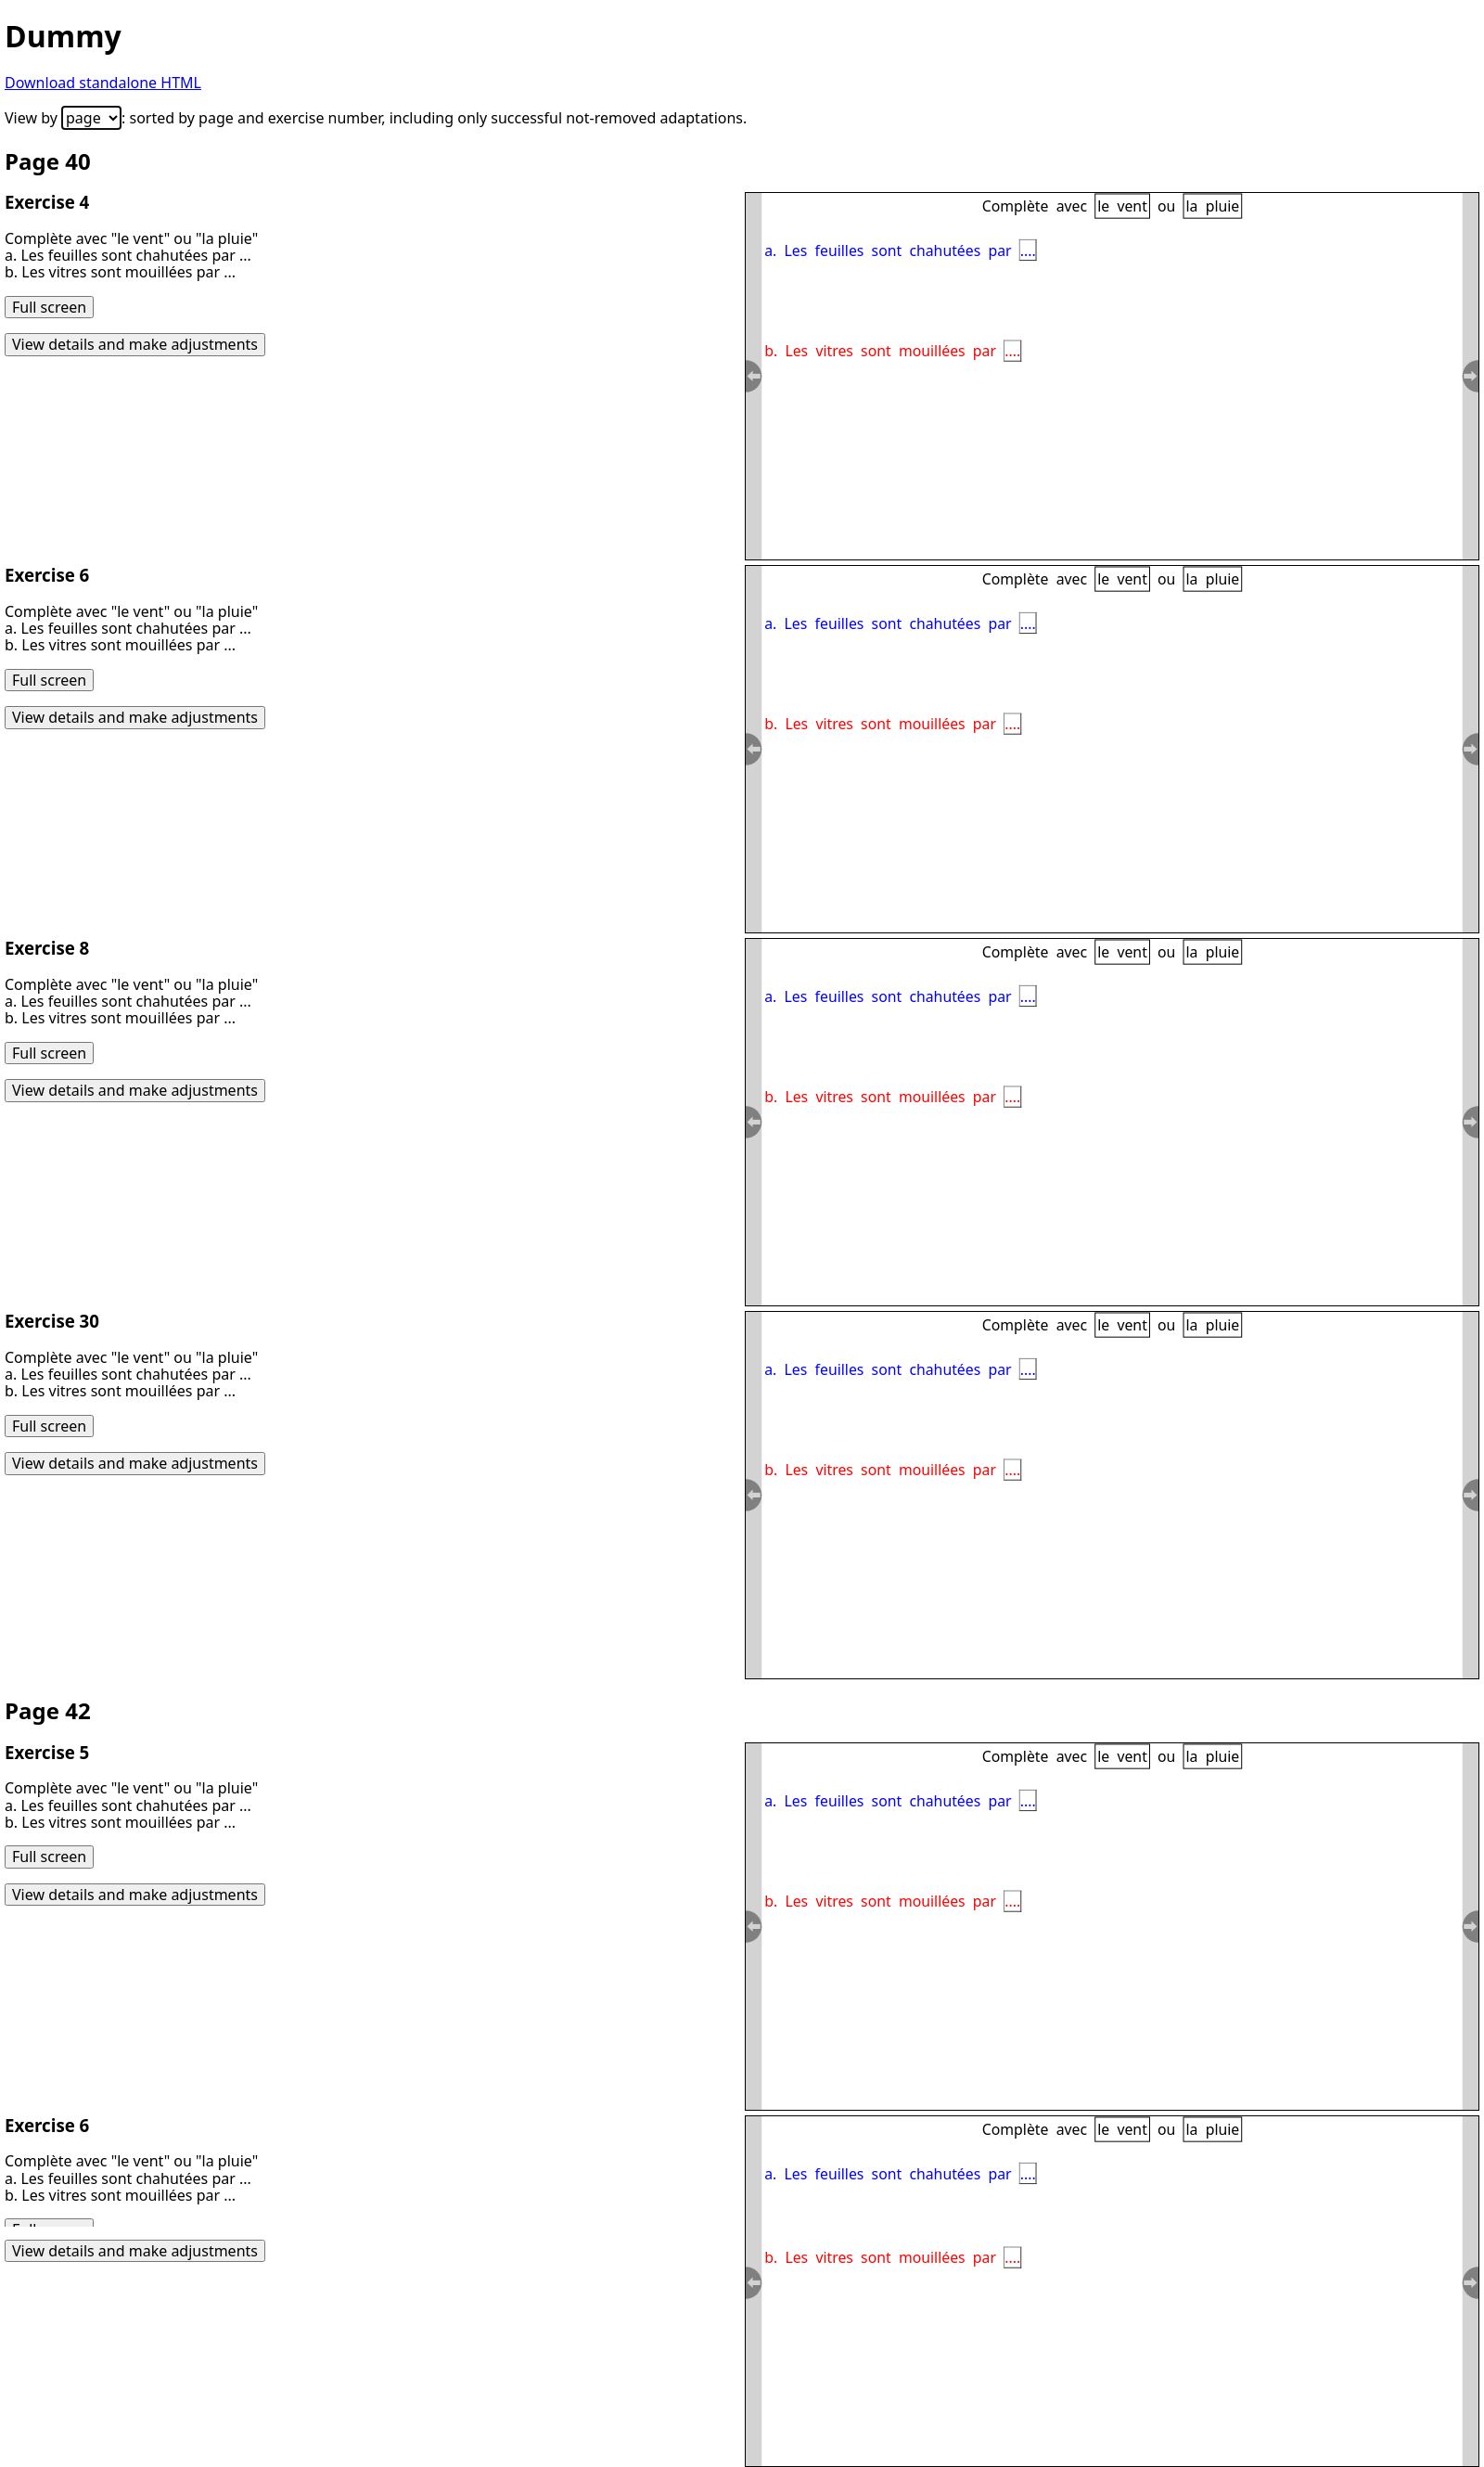 Dummy
Download standalone HTML
View by page : sorted by page and exercise number, including only successful not-removed adaptations.
Page 40
Exercise 4
Complète avec "le vent" ou "la pluie"
a. Les feuilles sont chahutées par ...
b. Les vitres sont mouillées par ...
Full screen
View details and make adjustments
Complète avec le vent ou la pluie
a. Les feuilles sont chahutées par ....
b. Les vitres sont mouillées par ....
Exercise 6
Complète avec "le vent" ou "la pluie"
a. Les feuilles sont chahutées par ...
b. Les vitres sont mouillées par ...
Full screen
View details and make adjustments
Complète avec le vent ou la pluie
a. Les feuilles sont chahutées par ....
b. Les vitres sont mouillées par ....
Exercise 8
Complète avec "le vent" ou "la pluie"
a. Les feuilles sont chahutées par ...
b. Les vitres sont mouillées par ...
Full screen
View details and make adjustments
Complète avec le vent ou la pluie
a. Les feuilles sont chahutées par ....
b. Les vitres sont mouillées par ....
Exercise 30
Complète avec "le vent" ou "la pluie"
a. Les feuilles sont chahutées par ...
b. Les vitres sont mouillées par ...
Full screen
View details and make adjustments
Complète avec le vent ou la pluie
a. Les feuilles sont chahutées par ....
b. Les vitres sont mouillées par ....
Page 42
Exercise 5
Complète avec "le vent" ou "la pluie"
a. Les feuilles sont chahutées par ...
b. Les vitres sont mouillées par ...
Full screen
View details and make adjustments
Complète avec le vent ou la pluie
a. Les feuilles sont chahutées par ....
b. Les vitres sont mouillées par ....
Exercise 6
Complète avec "le vent" ou "la pluie"
a. Les feuilles sont chahutées par ...
b. Les vitres sont mouillées par ...
View details and make adjustments
Complète avec le vent ou la pluie
a. Les feuilles sont chahutées par ....
b. Les vitres sont mouillées par ....